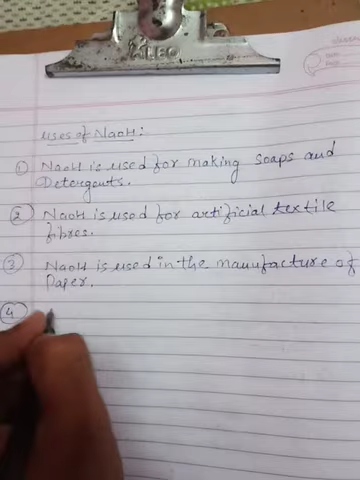 LEO
uses of NaOH:
① NaOH is used for making soaps and
Detergents.
② NaOH is used for artificial textile
fibres.
③ NaOH is used in the manufacture of
Paper.
④